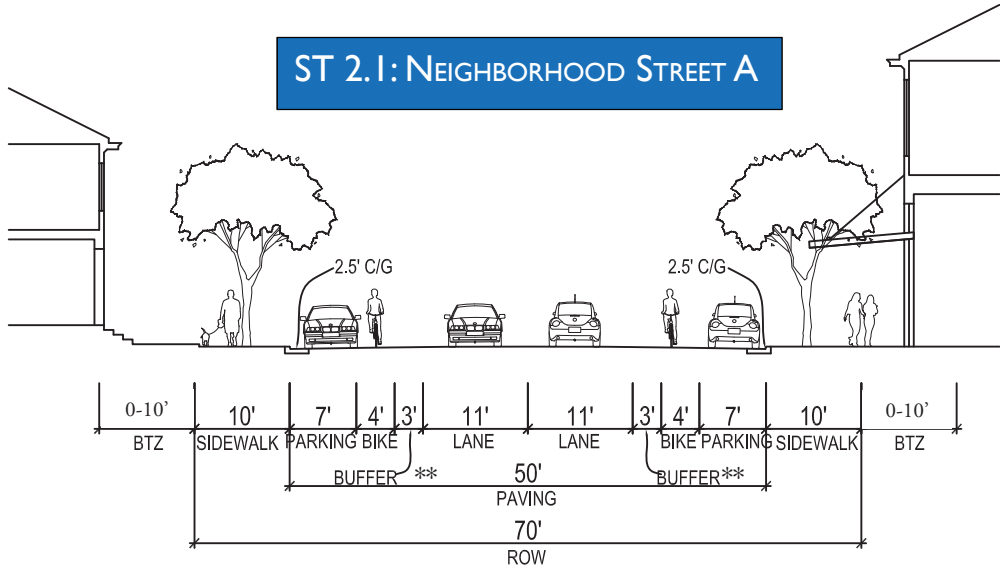 ST 2.1: NEIGHBORHOOD STREET A
2.5' C/G 2.5' C/G
0-10' 10' 7' 4' 3' 11' 11' 3' 4' 7' 10' 0-10'
BTZ SIDEWALK PARKING BIKE LANE LANE BIKE PARKING SIDEWALK BTZ
BUFFER ** 50' BUFFER **
PAVING
70'
ROW